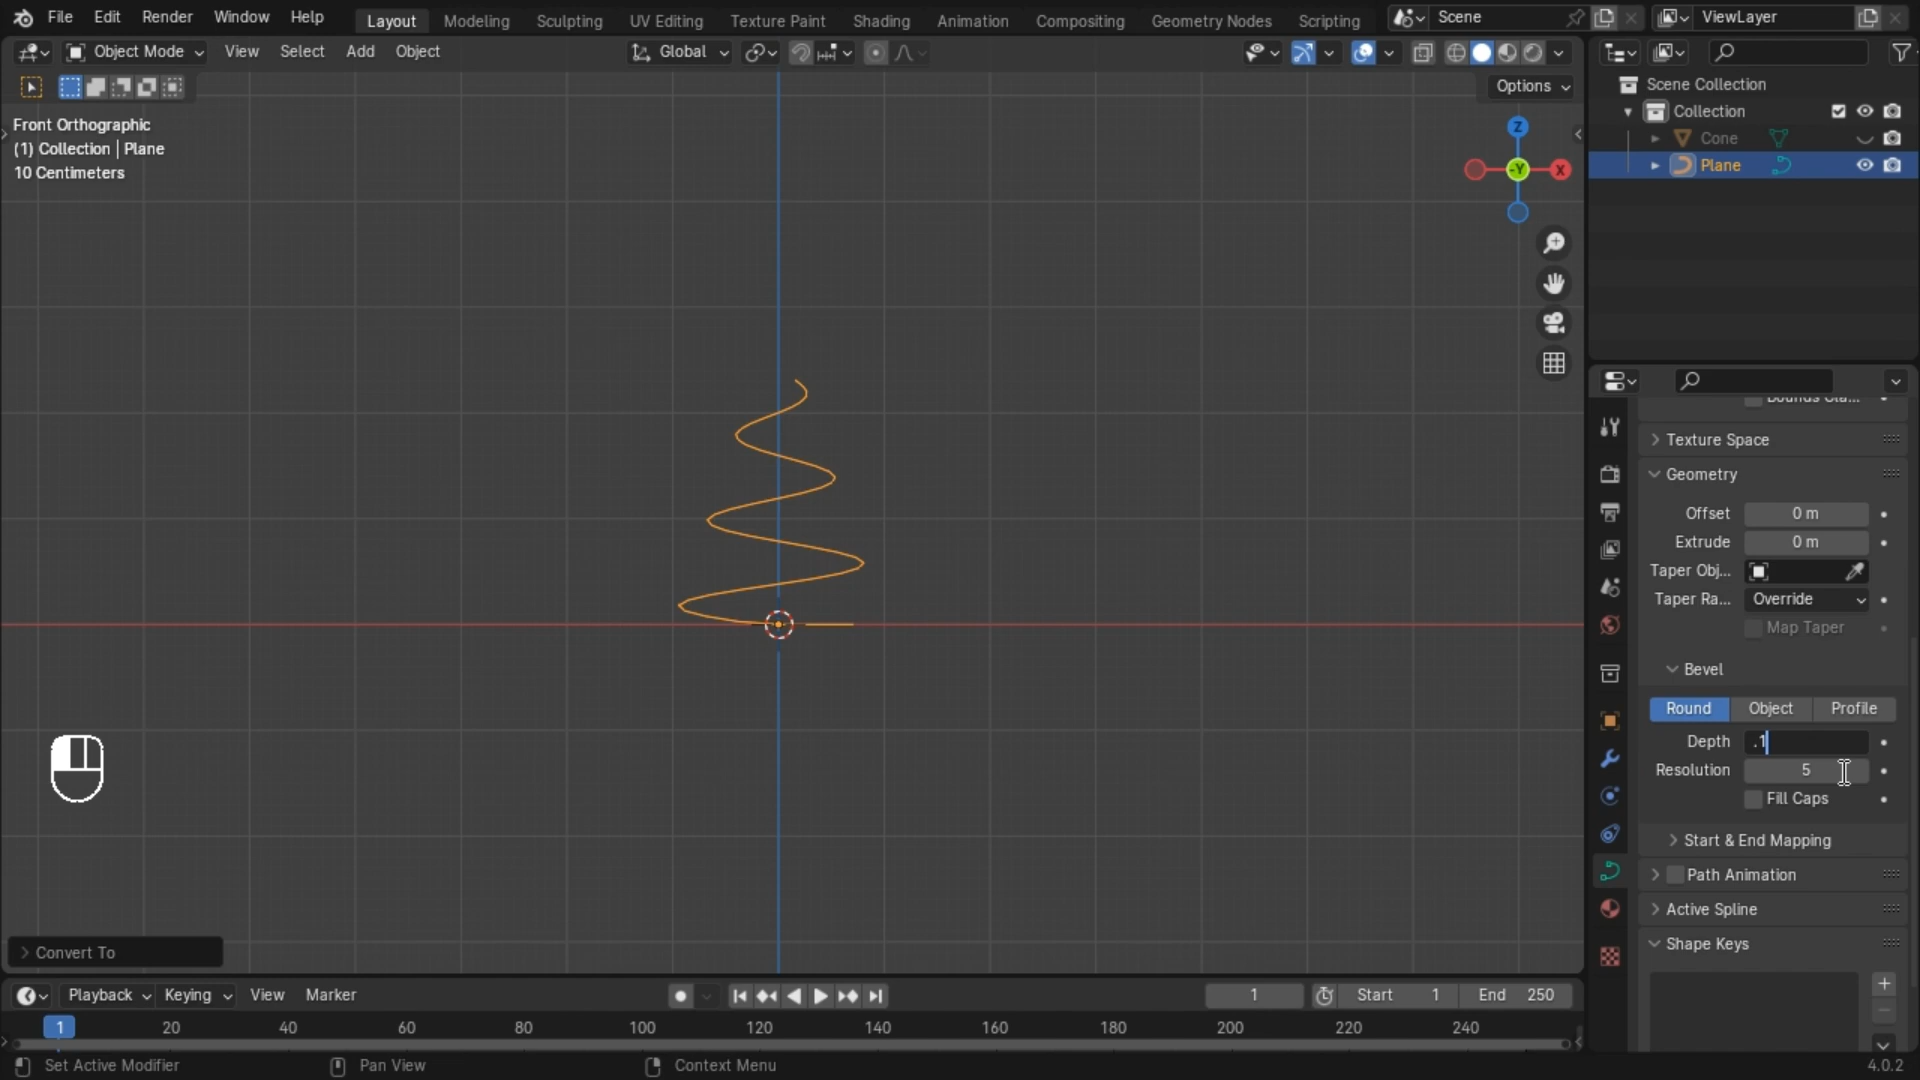 File Edit Render Window Help
Layout Modeling Sculpting UV Editing Texture Paint Shading Animation Compositing Geometry Nodes Scripting
Scene
ViewLayer
Object Mode View Select Add Object
Global
Options
Front Orthographic
(1) Collection | Plane
10 Centimeters
Z
-Y
X
Scene Collection
Collection
Cone
Plane
Texture Space
Geometry
Offset 0 m
Extrude 0 m
Taper Obj...
Taper Ra... Override
Map Taper
Bevel
Round Object Profile
Depth .1
Resolution 5
Fill Caps
Start & End Mapping
Path Animation
Active Spline
Shape Keys
Convert To
Playback Keying View Marker
1
Start 1
End 250
1 20 40 60 80 100 120 140 160 180 200 220 240
Set Active Modifier
Pan View
Context Menu
4.0.2